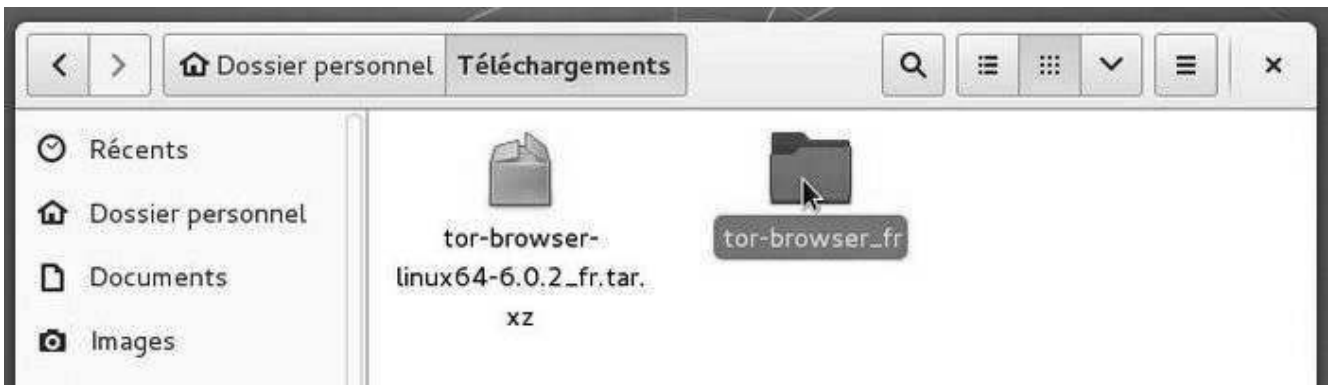 Dossier personnel Téléchargements
Récents
Dossier personnel
Documents
Images
tor-browser-
linux64-6.0.2_fr.tar.
xz
tor-browser_fr